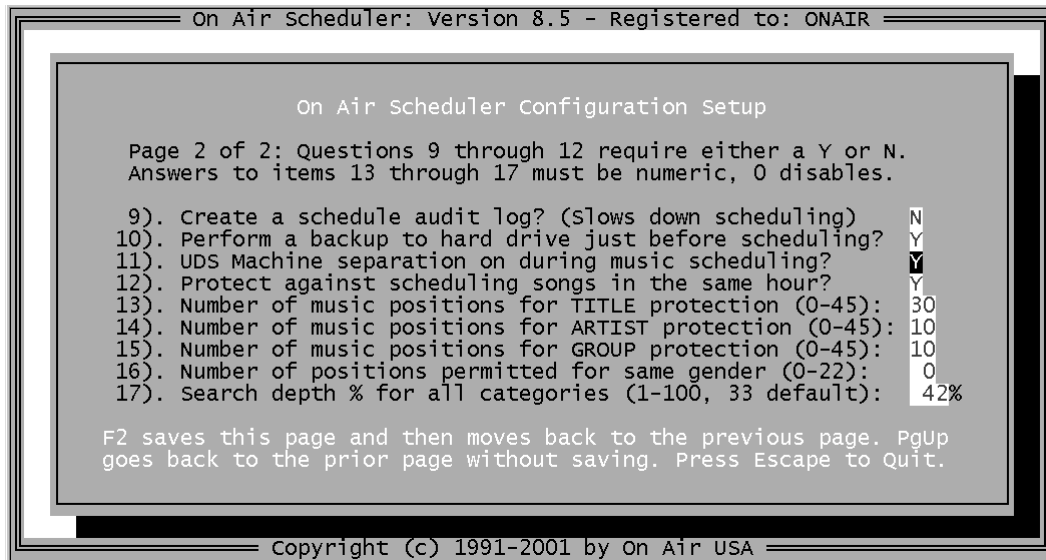 On Air Scheduler: Version 8.5 - Registered to: ONAIR
On Air Scheduler Configuration Setup
Page 2 of 2: Questions 9 through 12 require either a Y or N.
Answers to items 13 through 17 must be numeric, 0 disables.
9). Create a schedule audit log? (Slows down scheduling) N
10). Perform a backup to hard drive just before scheduling? Y
11). UDS Machine separation on during music scheduling? Y
12). Protect against scheduling songs in the same hour? Y
13). Number of music positions for TITLE protection (0-45): 30
14). Number of music positions for ARTIST protection (0-45): 10
15). Number of music positions for GROUP protection (0-45): 10
16). Number of positions permitted for same gender (0-22): 0
17). Search depth % for all categories (1-100, 33 default): 42%
F2 saves this page and then moves back to the previous page. PgUp
goes back to the prior page without saving. Press Escape to Quit.
Copyright (c) 1991-2001 by On Air USA